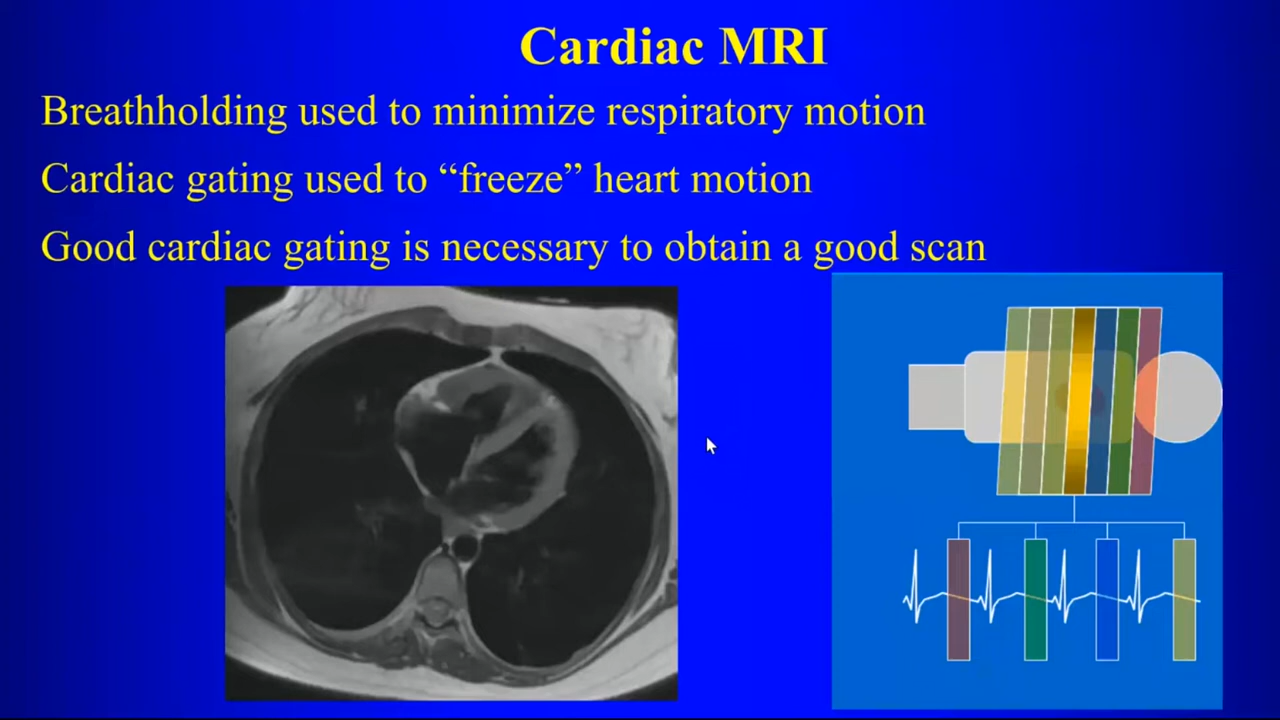 Cardiac MRI
Breathholding used to minimize respiratory motion
Cardiac gating used to “freeze” heart motion
Good cardiac gating is necessary to obtain a good scan